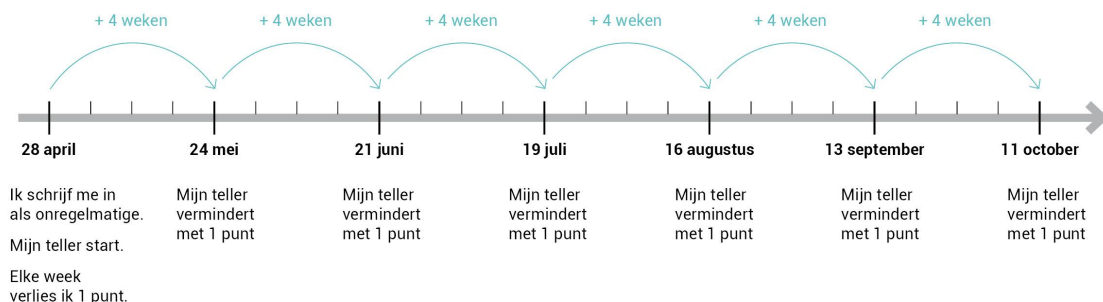 + 4 weken
+ 4 weken
+ 4 weken
+ 4 weken
+ 4 weken
+ 4 weken
28 april
24 mei
21 juni
19 juli
16 augustus
13 september
11 october
Ik schrijf me in
als onregelmatige.
Mijn teller start.
Elke week
verlies ik 1 punt.
Mijn teller
vermindert
met 1 punt
Mijn teller
vermindert
met 1 punt
Mijn teller
vermindert
met 1 punt
Mijn teller
vermindert
met 1 punt
Mijn teller
vermindert
met 1 punt
Mijn teller
vermindert
met 1 punt